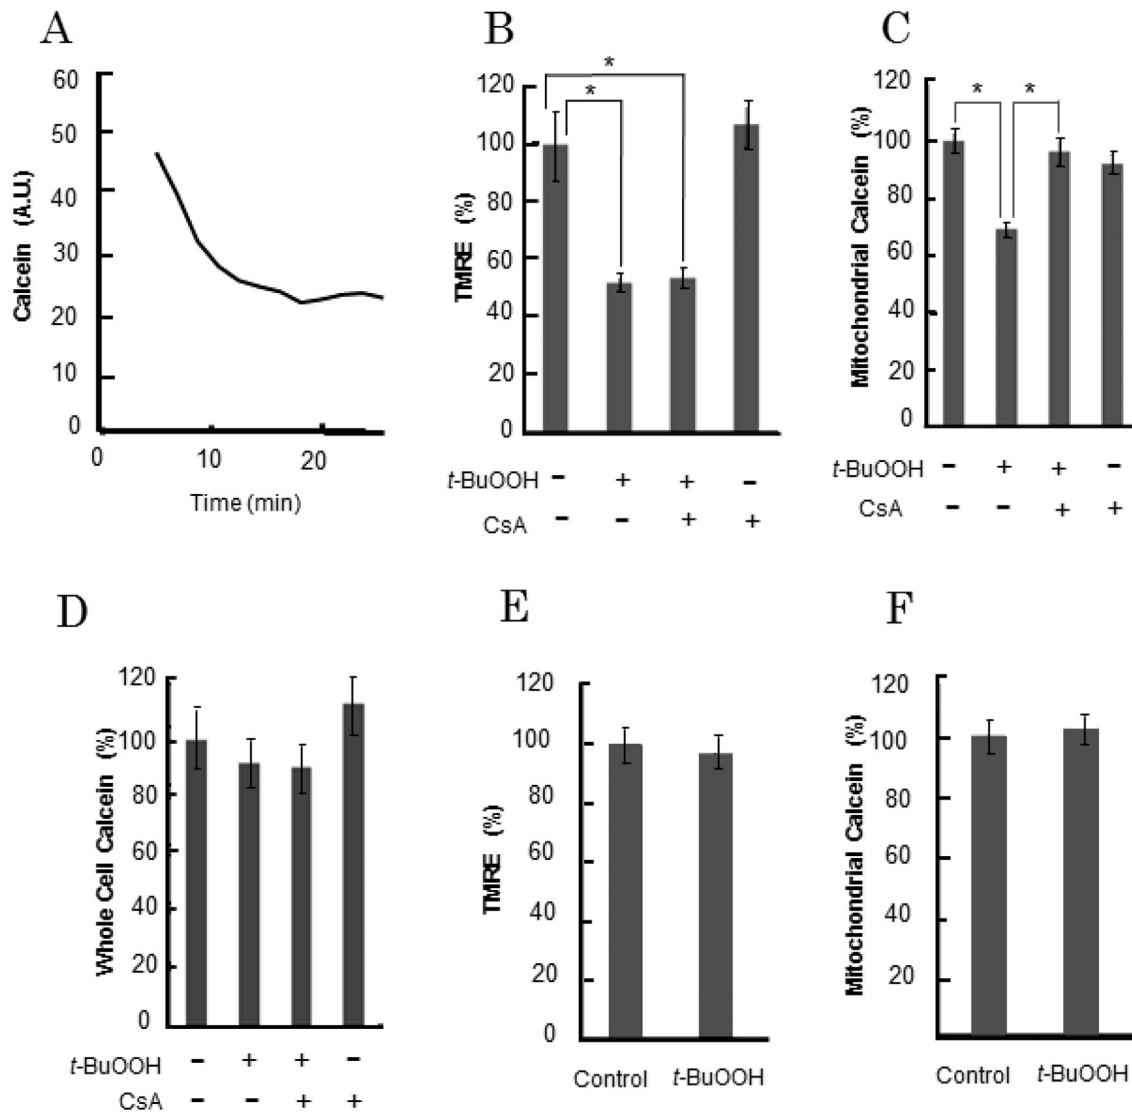 A
60
50
40
30
20
10
0
Calcein (A.U.)
0 10 20
Time (min)
B
120
100
80
60
40
20
0
TMRE (%)
* *
t-BuOOH – + + –
CsA – – + +
C
120
100
80
60
40
20
0
Mitochondrial Calcein (%)
* *
t-BuOOH – + + –
CsA – – + +
D
120
100
80
60
40
20
0
Whole Cell Calcein (%)
t-BuOOH – + + –
CsA – – + +
E
120
100
80
60
40
20
0
TMRE (%)
Control t-BuOOH
F
120
100
80
60
40
20
Mitochondrial Calcein (%)
Control t-BuOOH